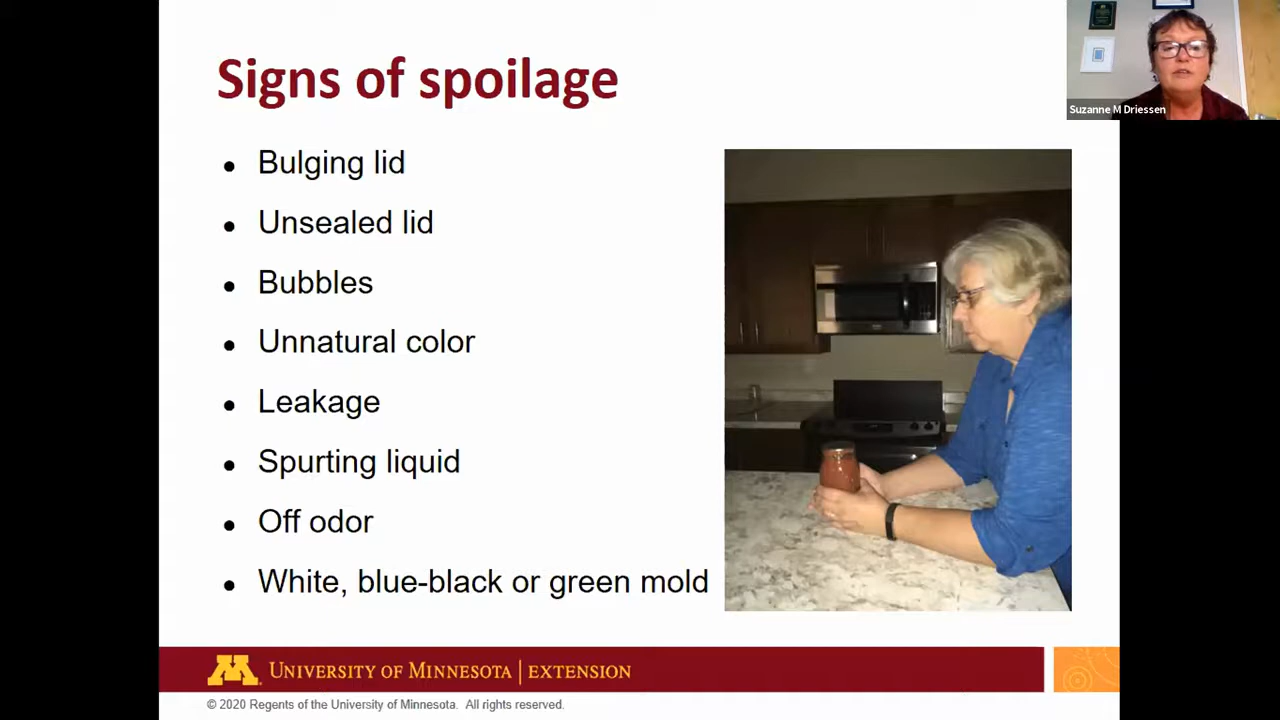 Signs of spoilage
Suzanne M Driessen
● Bulging lid
● Unsealed lid
● Bubbles
● Unnatural color
● Leakage
● Spurting liquid
● Off odor
● White, blue-black or green mold
UNIVERSITY OF MINNESOTA | EXTENSION
© 2020 Regents of the University of Minnesota. All rights reserved.